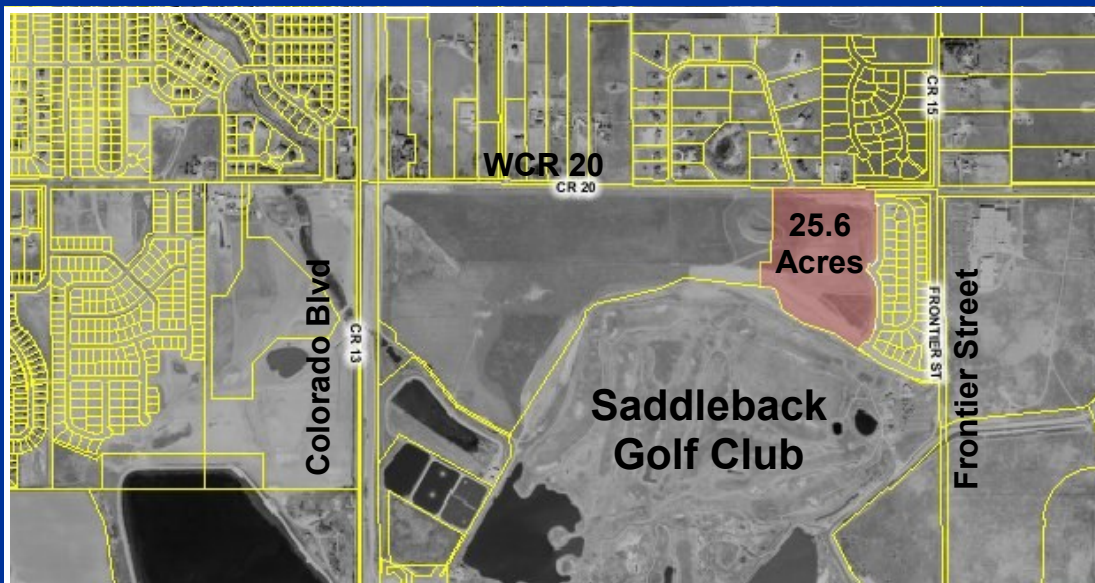 CR 15
WCR 20
CR 20
25.6
Acres
Colorado Blvd
CR 13
FRONTIER ST
Frontier Street
Saddleback
Golf Club